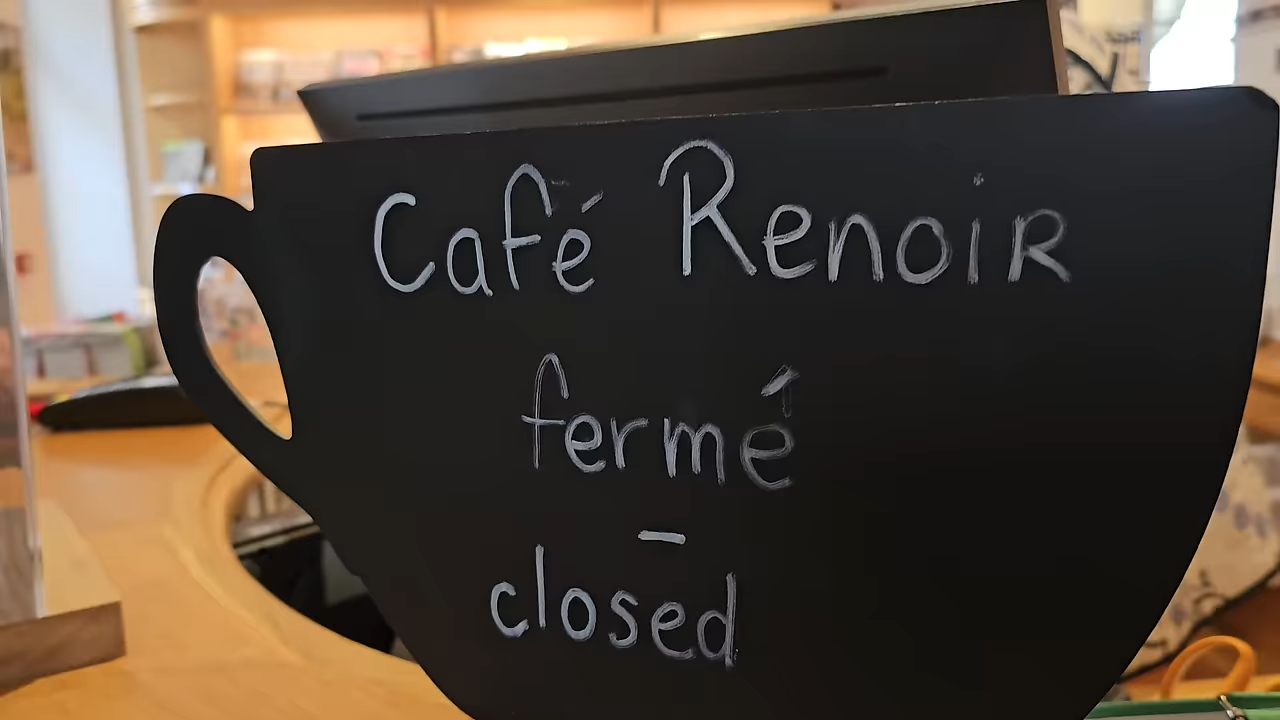 Café Renoir
fermé
–
closed